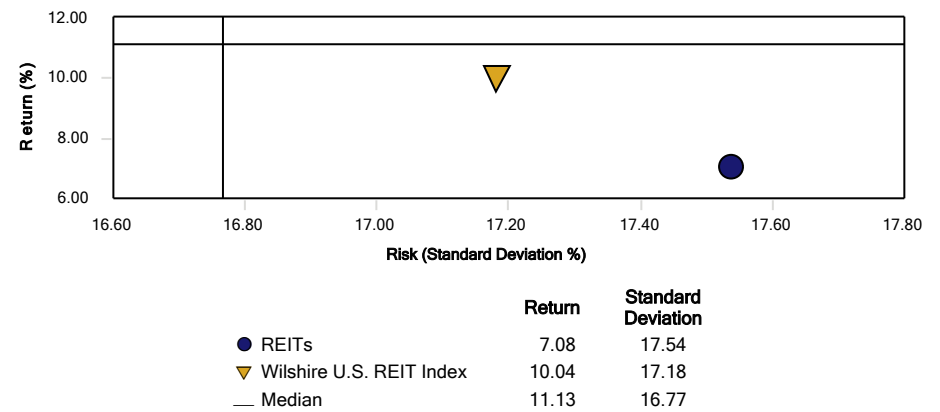 12.00
10.00
8.00
6.00
Return (%)
16.60 16.80 17.00 17.20 17.40 17.60 17.80
Risk (Standard Deviation %)
Return Standard Deviation
REITs 7.08 17.54
Wilshire U.S. REIT Index 10.04 17.18
Median 11.13 16.77